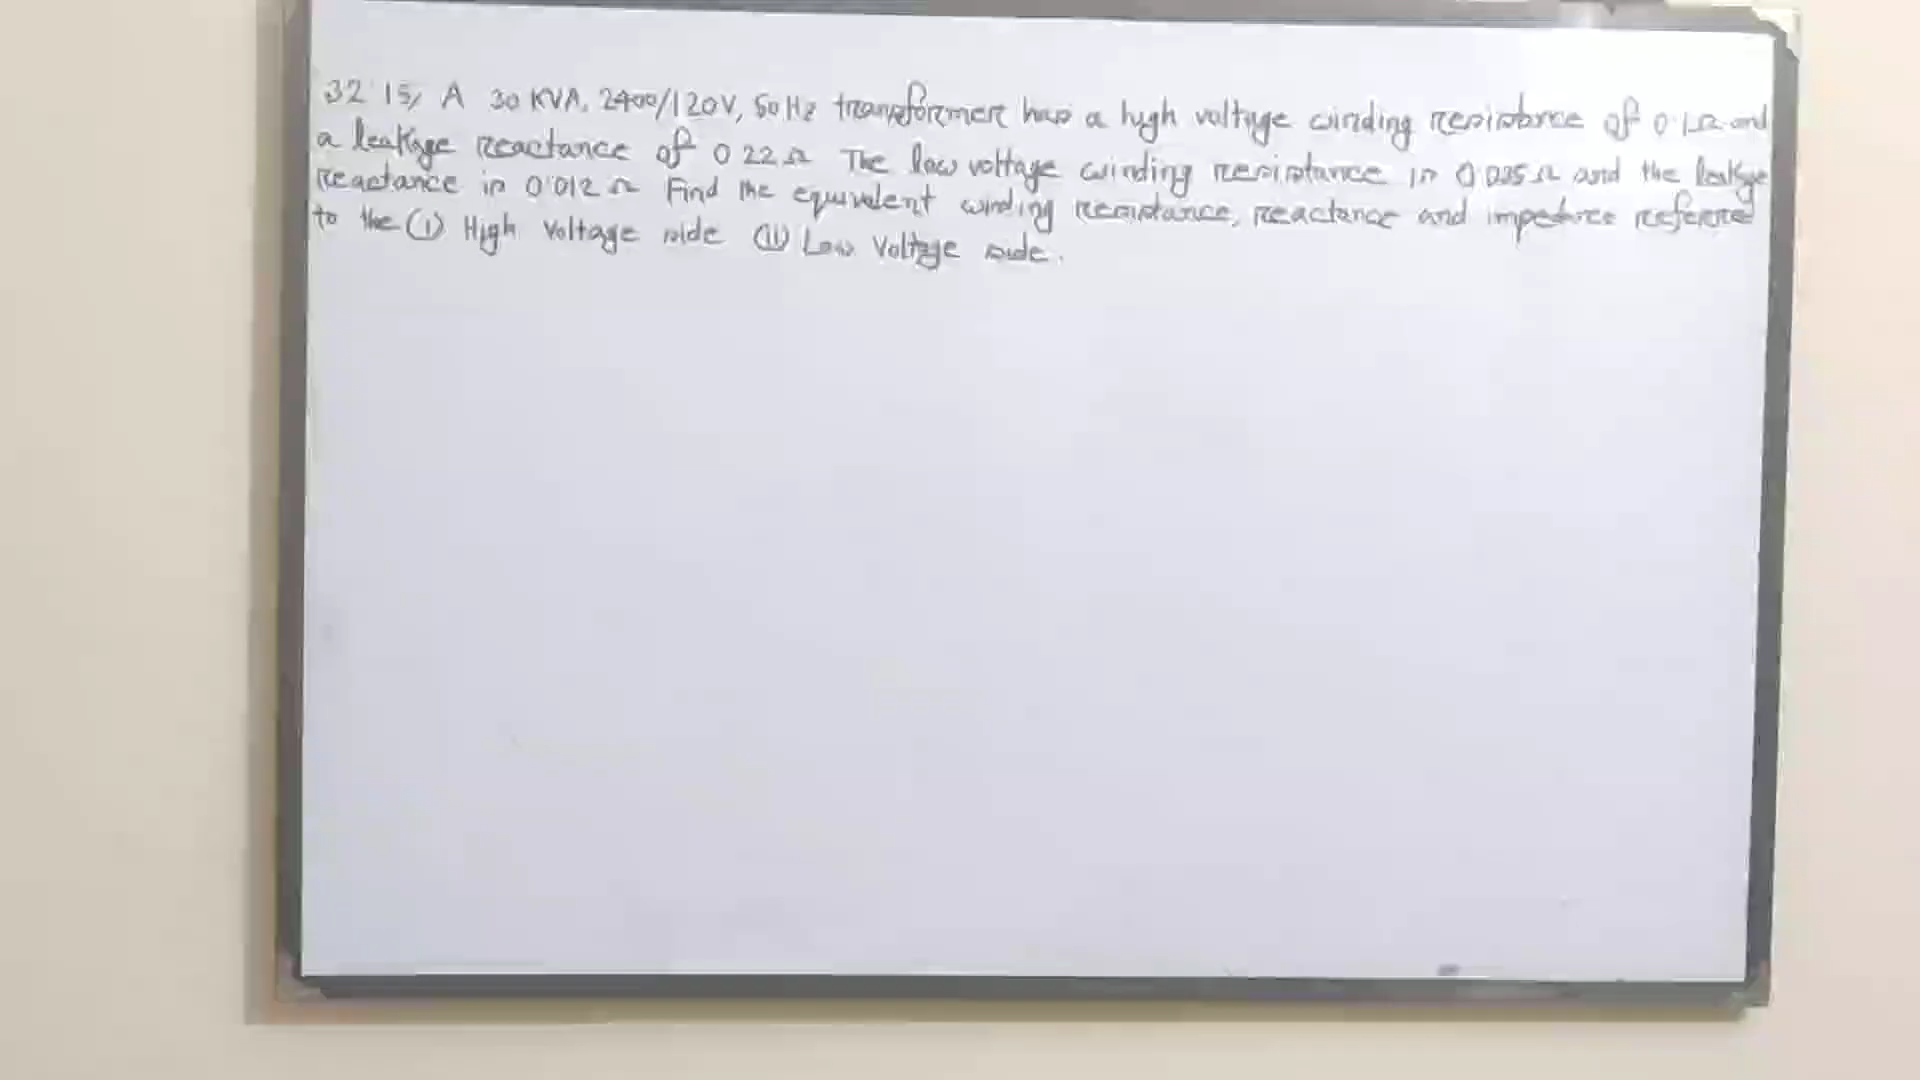 32.15, A 30 KVA, 2400/120V, 50 Hz transformer has a high voltage winding resistance of 0.1Ω and
a leakage reactance of 0.22Ω The low voltage winding resistance is 0.035Ω and the leakage
reactance is 0.012Ω Find the equivalent winding resistance, reactance and impedance referred
to the (i) High Voltage side (ii) Low Voltage side.